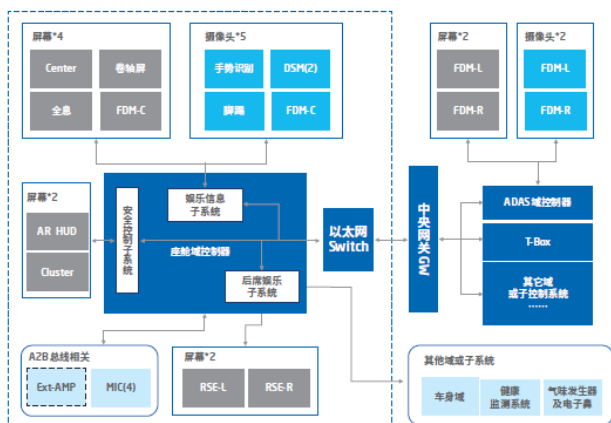 屏幕*4
Center
卷轴屏
全息
FDM-C
摄像头*5
手势识别
DSM(2)
脚踢
FDM-C
屏幕*2
FDM-L
FDM-R
摄像头*2
FDM-L
FDM-R
屏幕*2
AR HUD
Cluster
安全控制子系统
娱乐信息
子系统
座舱域控制器
后席娱乐
子系统
以太网
Switch
中央网关GW
ADAS域控制器
T-Box
其它域
或子控制系统
......
A2B总线相关
Ext-AMP
MIC(4)
屏幕*2
RSE-L
RSE-R
其他域或子系统
车身域
健康
监测系统
气味发生器
及电子鼻